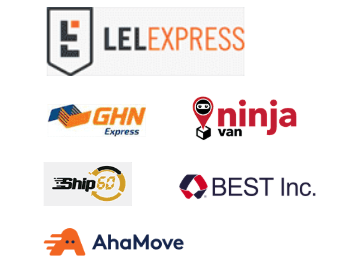 LELEXPRESS
GHN
Express
ninja
van
Ship60
BEST Inc.
AhaMove